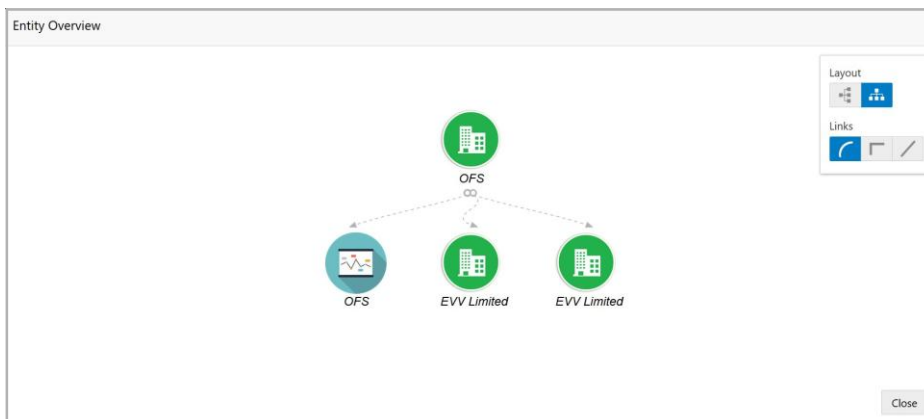 Entity Overview
Layout
Links
OFS
OFS
EVV Limited
EVV Limited
Close